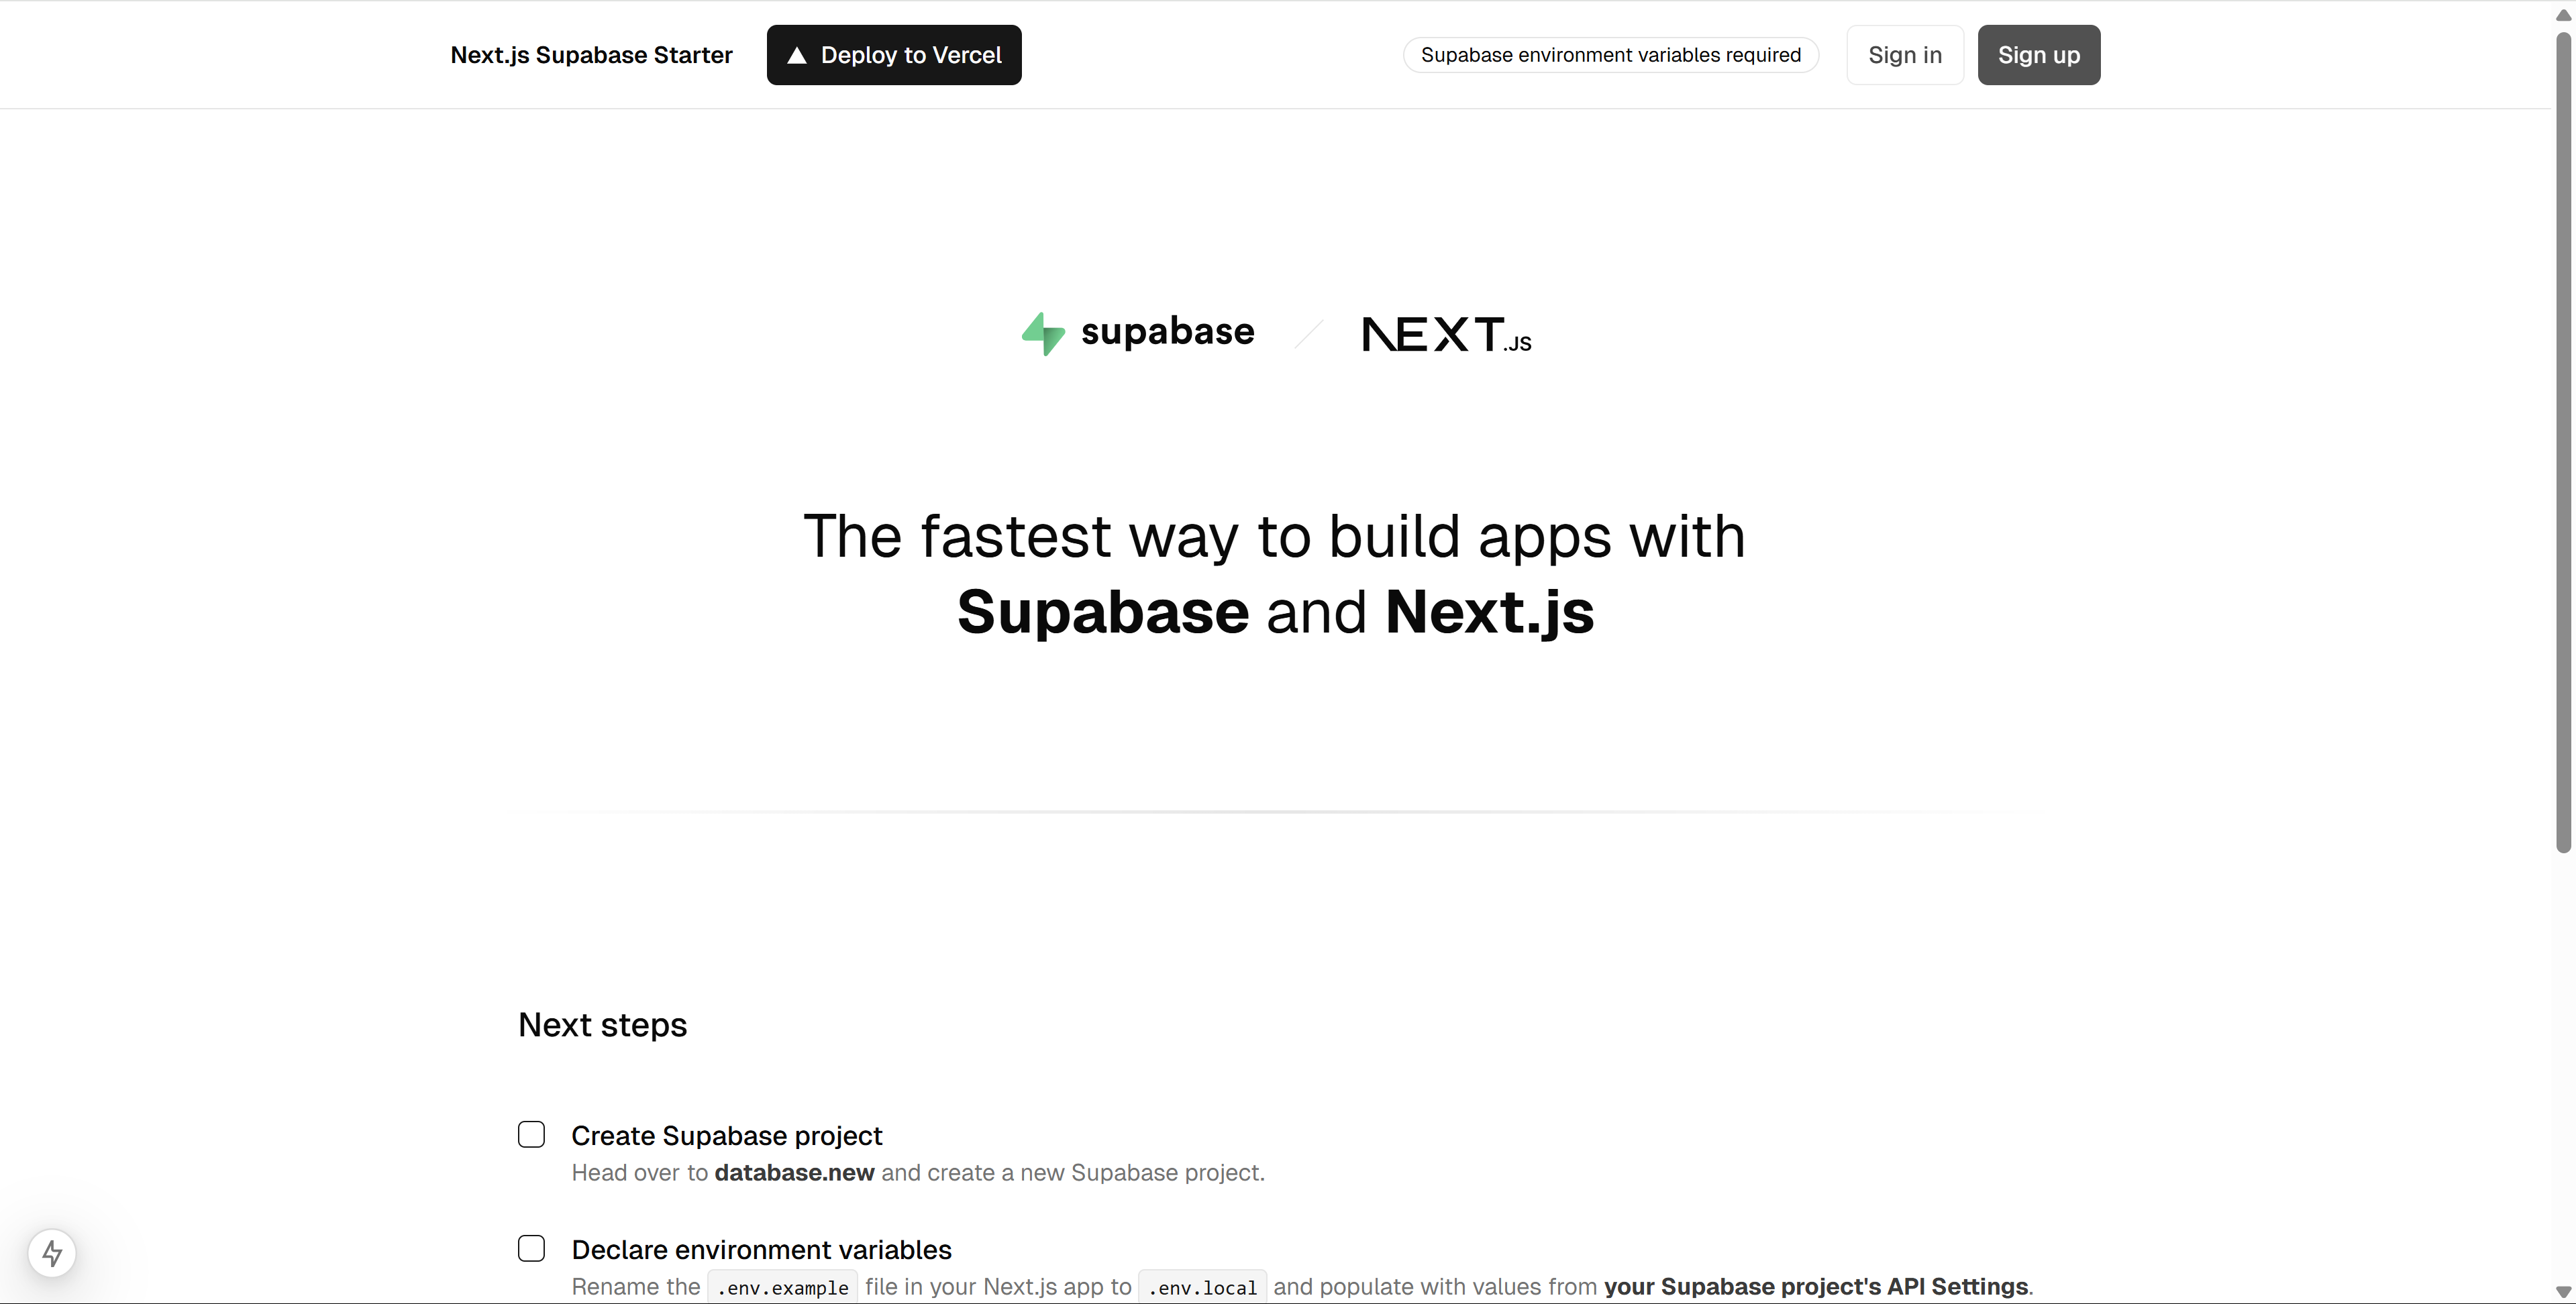 Next.js Supabase Starter
Deploy to Vercel
Supabase environment variables required
Sign in
Sign up
supabase
NEXT.JS
The fastest way to build apps with
Supabase and Next.js
Next steps
Create Supabase project
Head over to database.new and create a new Supabase project.
Declare environment variables
Rename the .env.example file in your Next.js app to .env.local and populate with values from your Supabase project's API Settings.